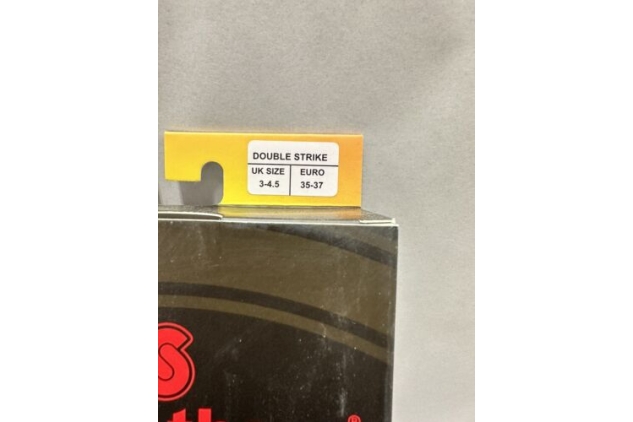 DOUBLE STRIKE
UK SIZE EURO
3-4.5 35-37
S
®